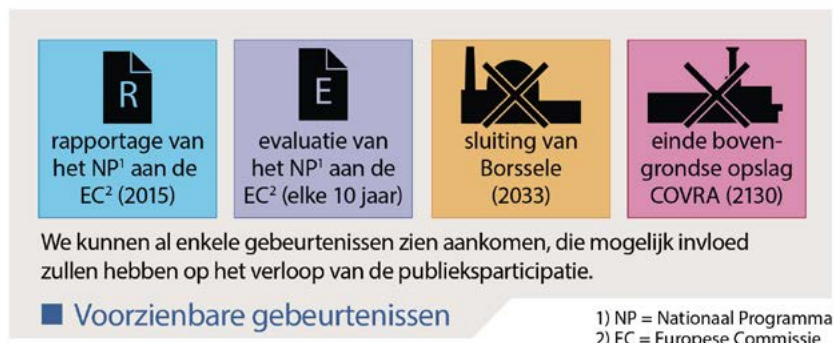 R
rapportage van
het NP¹ aan de
EC² (2015)
E
evaluatie van
het NP¹ aan de
EC² (elke 10 jaar)
sluiting van
Borssele
(2033)
einde boven-
grondse opslag
COVRA (2130)
We kunnen al enkele gebeurtenissen zien aankomen, die mogelijk invloed
zullen hebben op het verloop van de publieksparticipatie.
Voorzienbare gebeurtenissen
1) NP = Nationaal Programma
2) EC = Europese Commissie